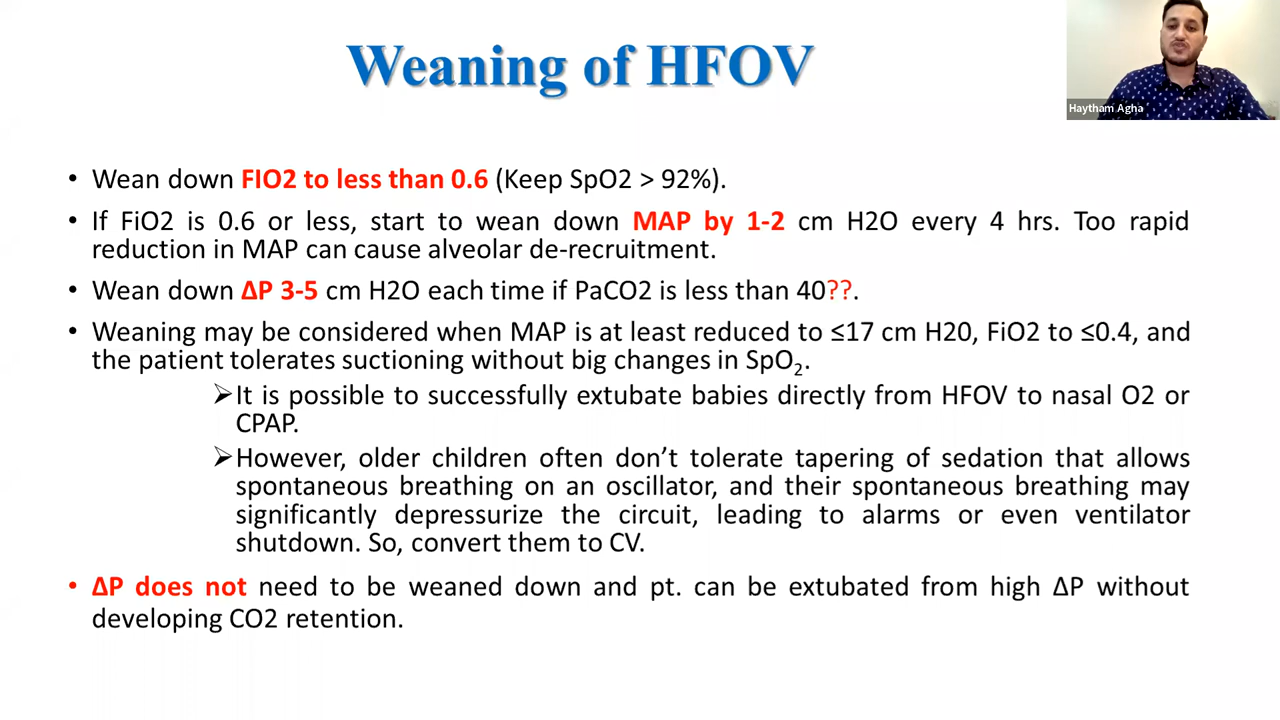 Weaning of HFOV
Haytham Agha
• Wean down FIO2 to less than 0.6 (Keep SpO2 > 92%).
• If FiO2 is 0.6 or less, start to wean down MAP by 1-2 cm H2O every 4 hrs. Too rapid
reduction in MAP can cause alveolar de-recruitment.
• Wean down ΔP 3-5 cm H2O each time if PaCO2 is less than 40??.
• Weaning may be considered when MAP is at least reduced to ≤17 cm H20, FiO2 to ≤0.4, and
the patient tolerates suctioning without big changes in SpO₂.
➢It is possible to successfully extubate babies directly from HFOV to nasal O2 or
CPAP.
➢However, older children often don’t tolerate tapering of sedation that allows
spontaneous breathing on an oscillator, and their spontaneous breathing may
significantly depressurize the circuit, leading to alarms or even ventilator
shutdown. So, convert them to CV.
• ΔP does not need to be weaned down and pt. can be extubated from high ΔP without
developing CO2 retention.